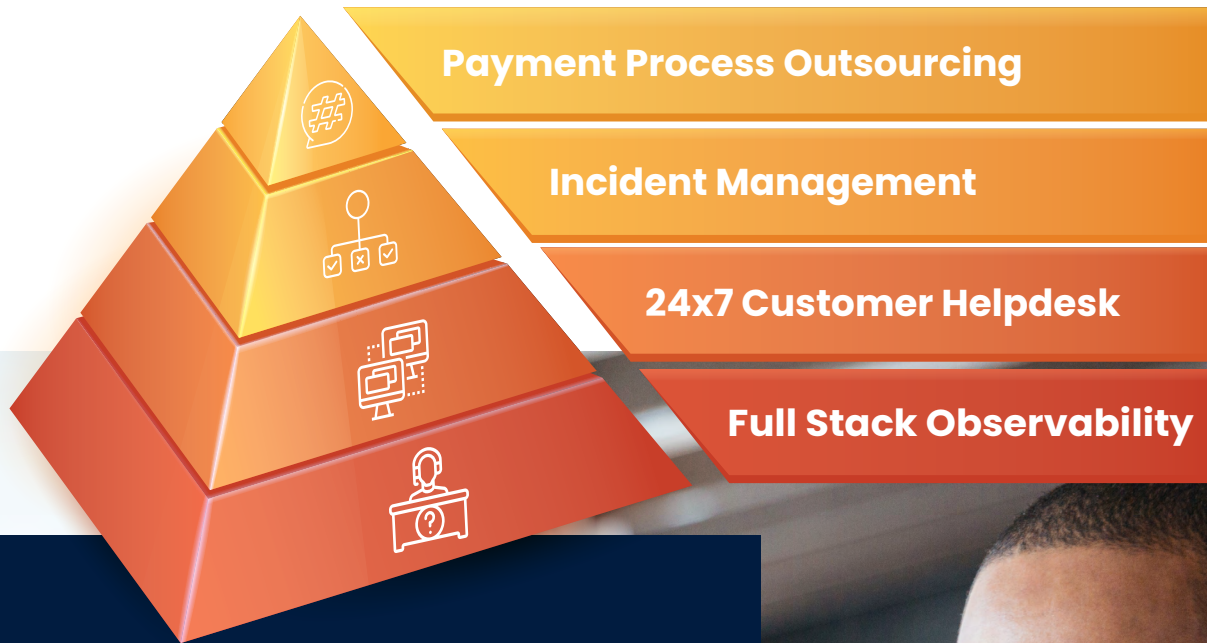 Payment Process Outsourcing
Incident Management
24x7 Customer Helpdesk
Full Stack Observability